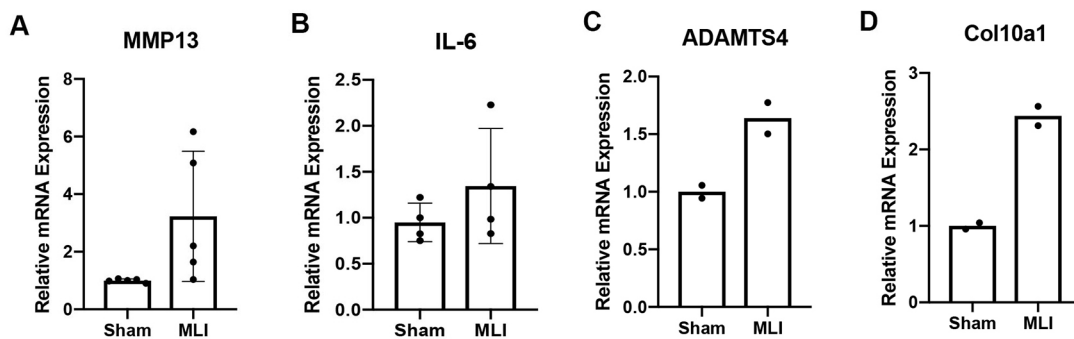 A
MMP13
Relative mRNA Expression
8
6
4
2
0
Sham MLI
B
IL-6
Relative mRNA Expression
2.5
2.0
1.5
1.0
0.5
0.0
Sham MLI
C
ADAMTS4
Relative mRNA Expression
2.0
1.5
1.0
0.5
0.0
Sham MLI
D
Col10a1
Relative mRNA Expression
3
2
1
0
Sham MLI